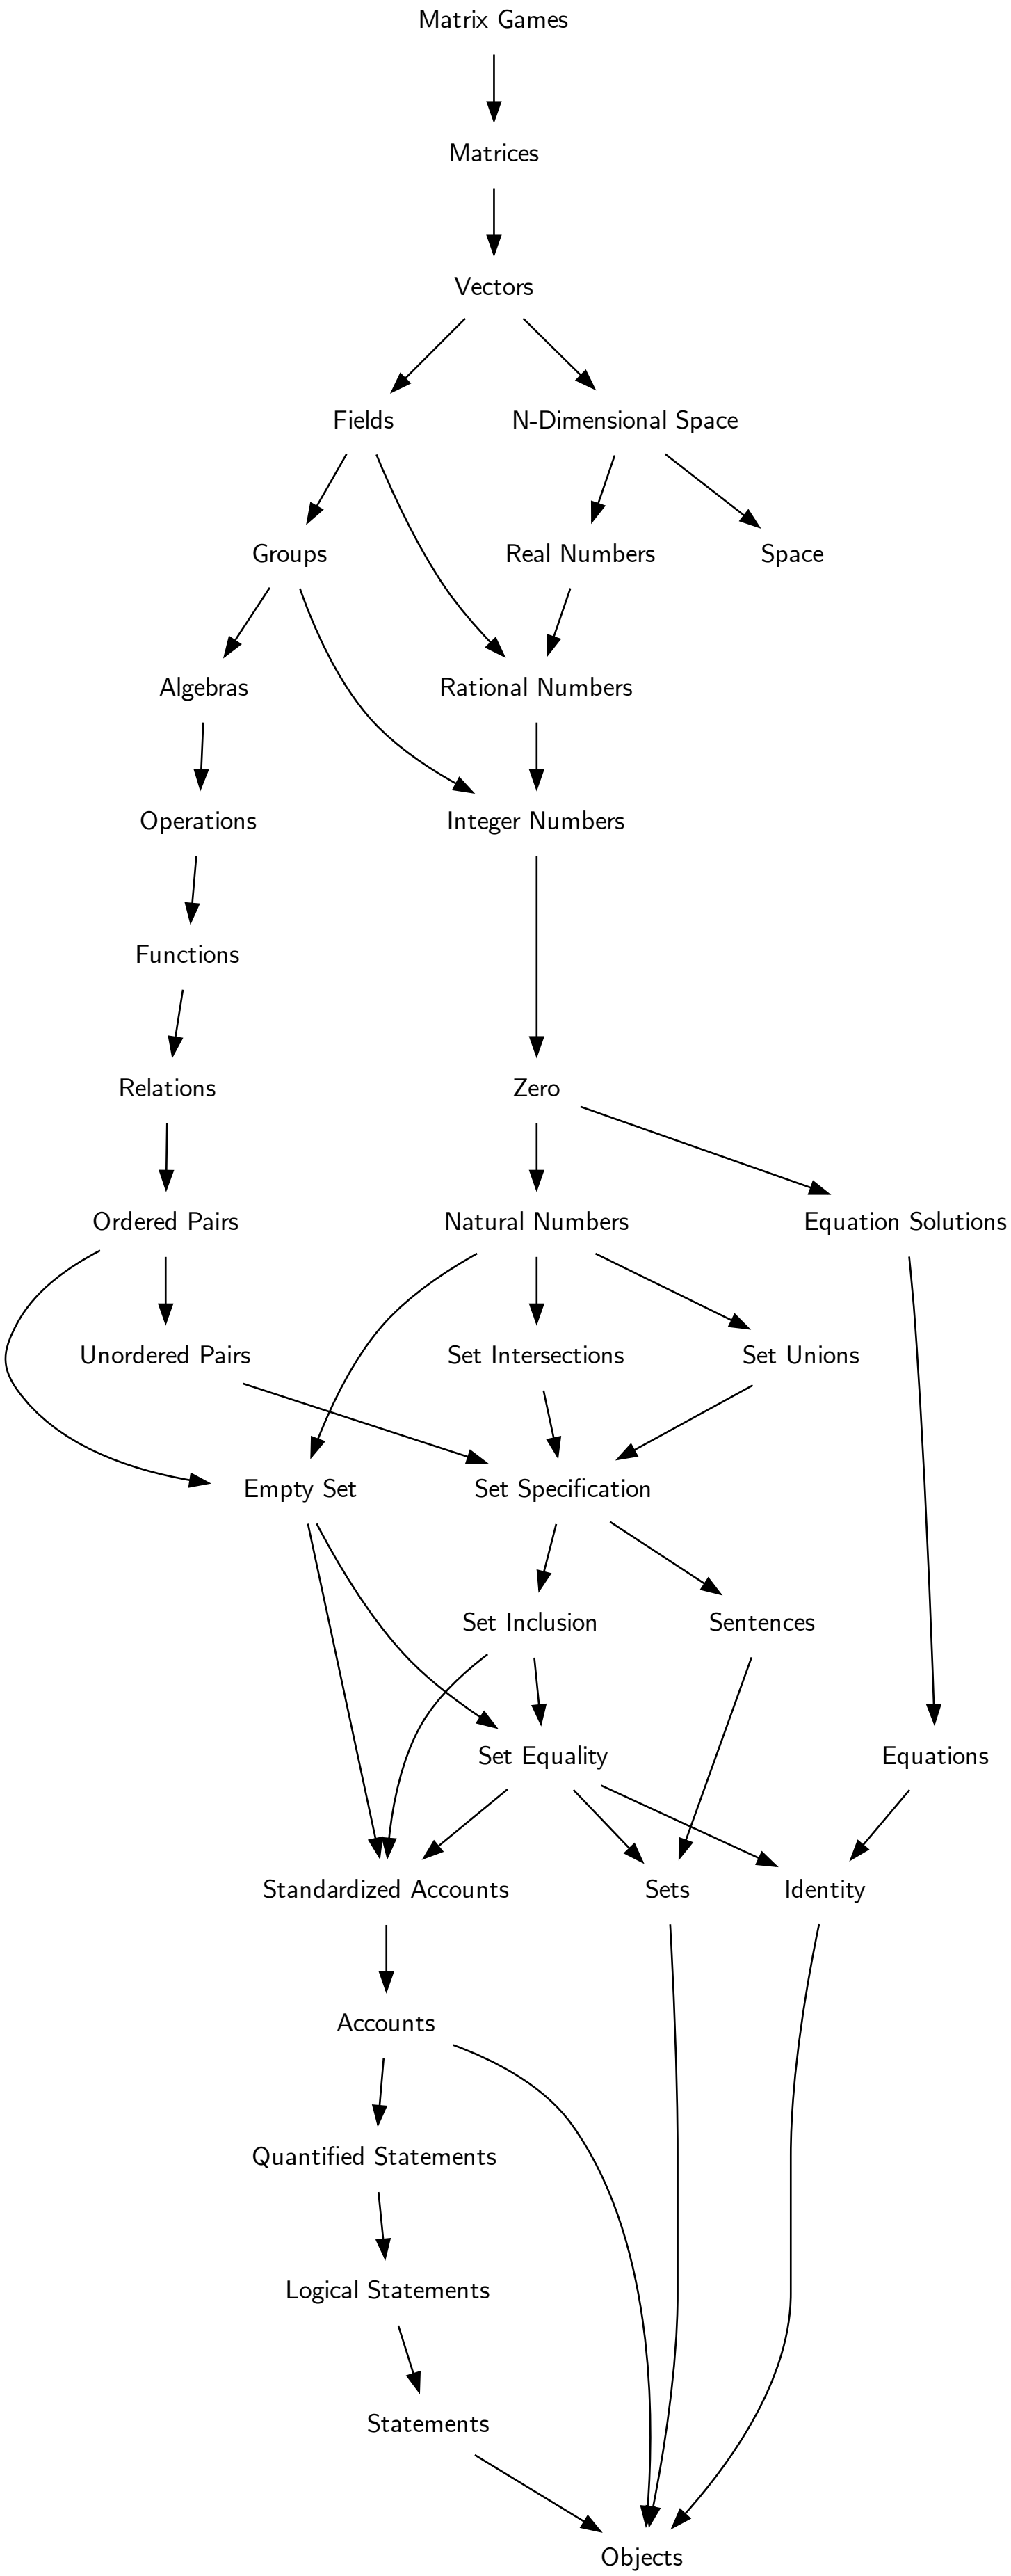 Matrix Games
Matrices
Vectors
Fields
N-Dimensional Space
Groups
Real Numbers
Space
Algebras
Rational Numbers
Operations
Integer Numbers
Functions
Relations
Zero
Ordered Pairs
Natural Numbers
Equation Solutions
Unordered Pairs
Set Intersections
Set Unions
Empty Set
Set Specification
Set Inclusion
Sentences
Set Equality
Equations
Standardized Accounts
Sets
Identity
Accounts
Quantified Statements
Logical Statements
Statements
Objects